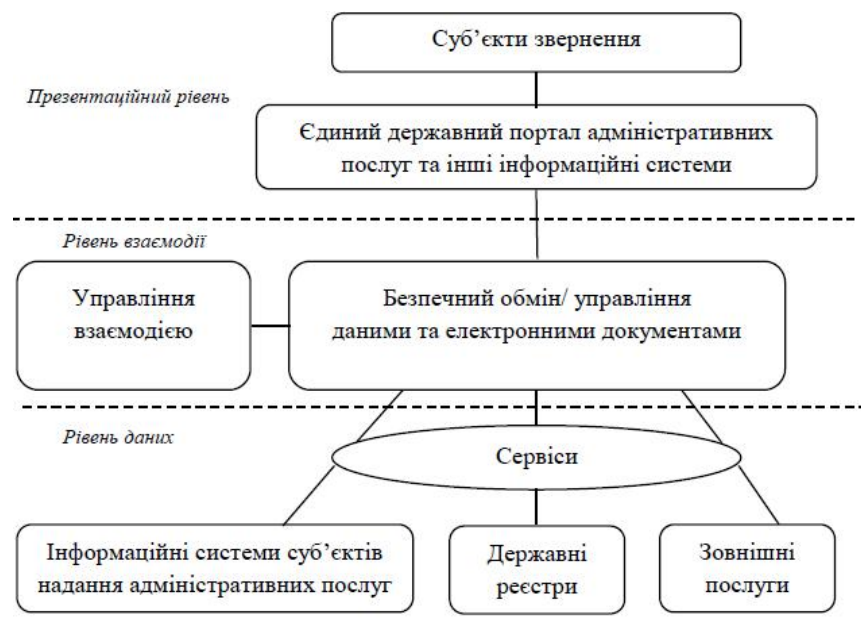 Суб’єкти звернення
Презентаційний рівень
Єдиний державний портал адміністративних
послуг та інші інформаційні системи
Рівень взаємодії
Управління
взаємодією
Безпечний обмін/ управління
даними та електронними документами
Рівень даних
Сервіси
Інформаційні системи суб’єктів
надання адміністративних послуг
Державні
реєстри
Зовнішні
послуги